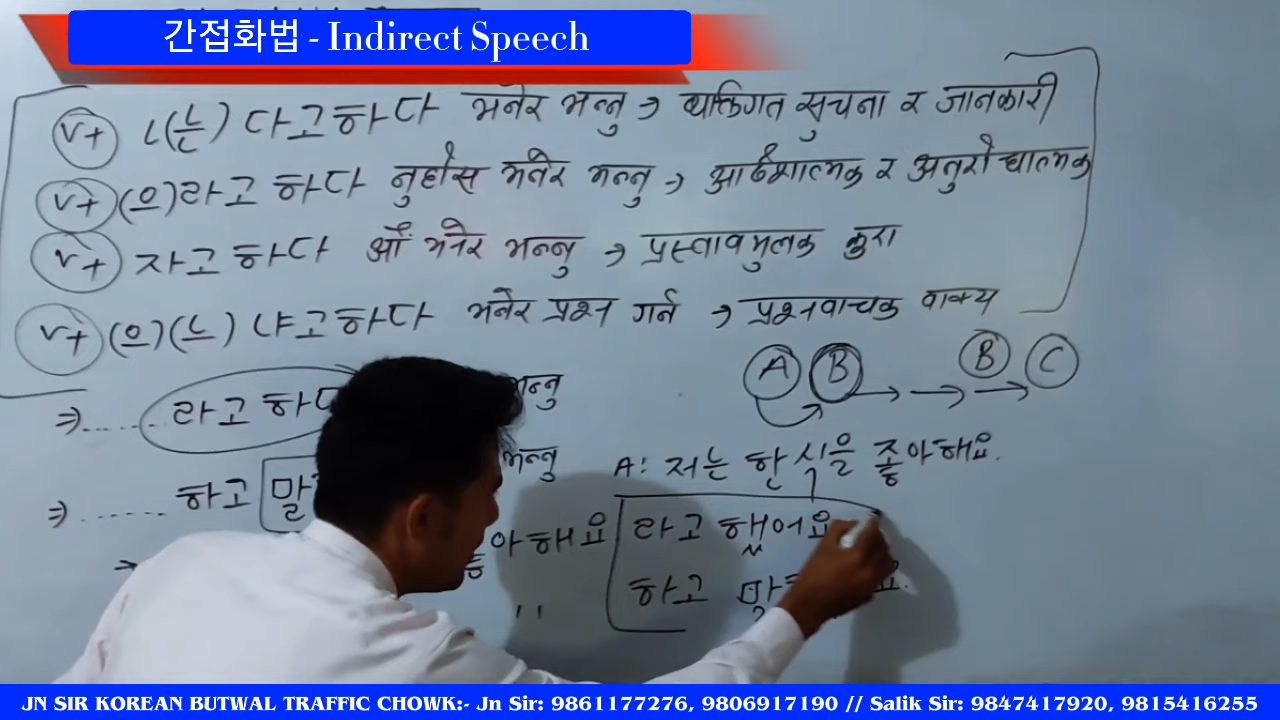 간접화법 - Indirect Speech
V+ ㄴ(는) 다고하다 भनेर भन्नु → व्यक्तिगत सुचना र जानकारी
V+ (으)라고 하다 नुहोस भनेर भन्नु → आदेशात्मक र अनुरोधात्मक
V+ 자고 하다 औं भनेर भन्नु → प्रस्तावमुलक कुरा
V+ (으)(느) 냐고하다 भनेर प्रश्न गर्न → प्रश्नवाचक वाक्य
A B → → B → C
⇒ ...... 라고 하다 भन्नु
A: 저는 한식을 좋아해요.
⇒ ...... 하고 말 भन्नु
아해요 라고 했어요
" 하고 말 요.
JN SIR KOREAN BUTWAL TRAFFIC CHOWK:- Jn Sir: 9861177276, 9806917190 // Salik Sir: 9847417920, 9815416255